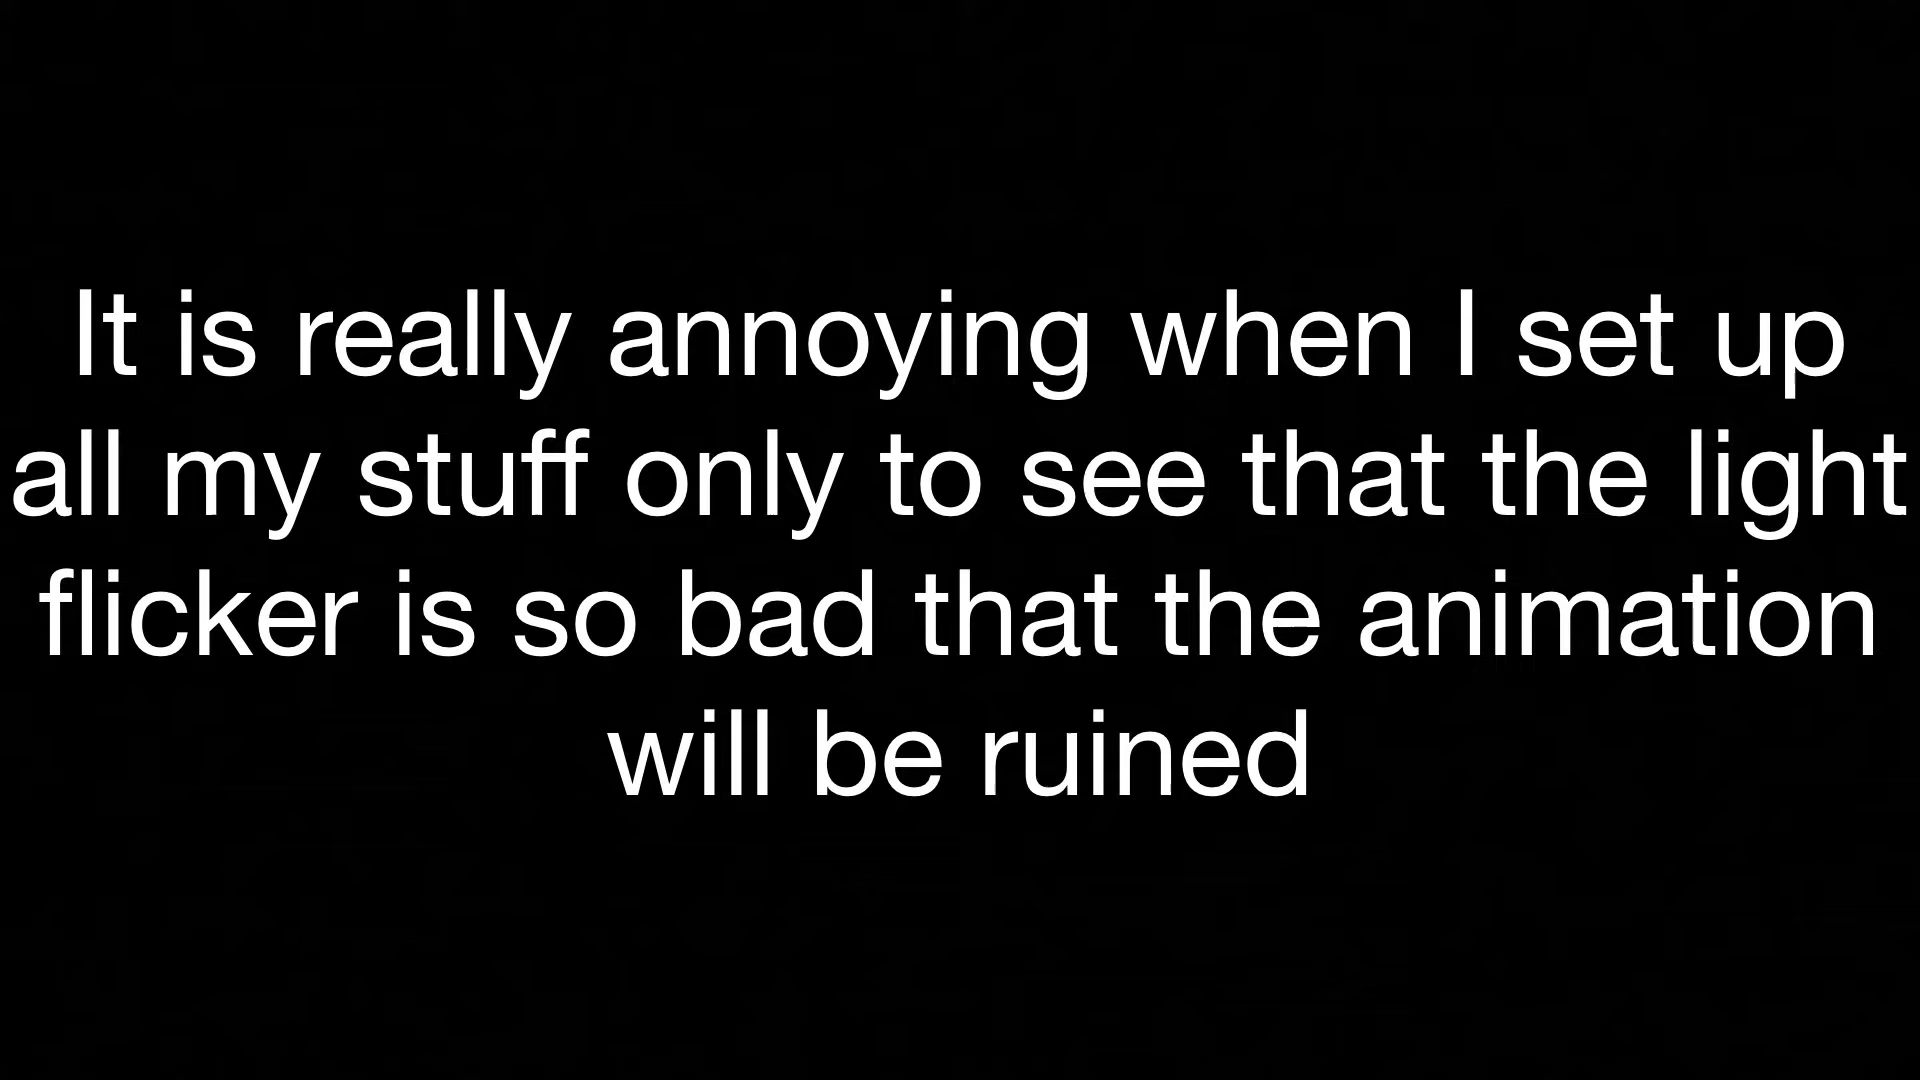 It is really annoying when I set up
all my stuff only to see that the light
flicker is so bad that the animation
will be ruined